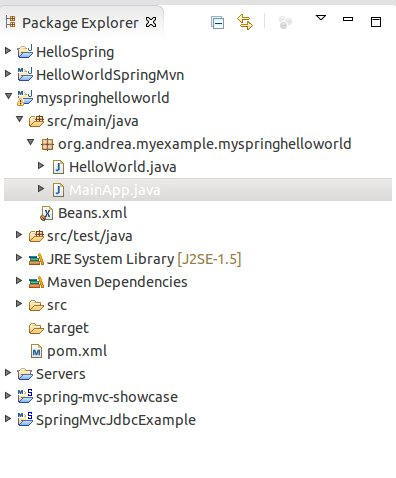 Package Explorer
HelloSpring
HelloWorldSpringMvn
myspringhelloworld
src/main/java
org.andrea.myexample.myspringhelloworld
HelloWorld.java
MainApp.java
Beans.xml
src/test/java
JRE System Library [J2SE-1.5]
Maven Dependencies
src
target
pom.xml
Servers
spring-mvc-showcase
SpringMvcJdbcExample